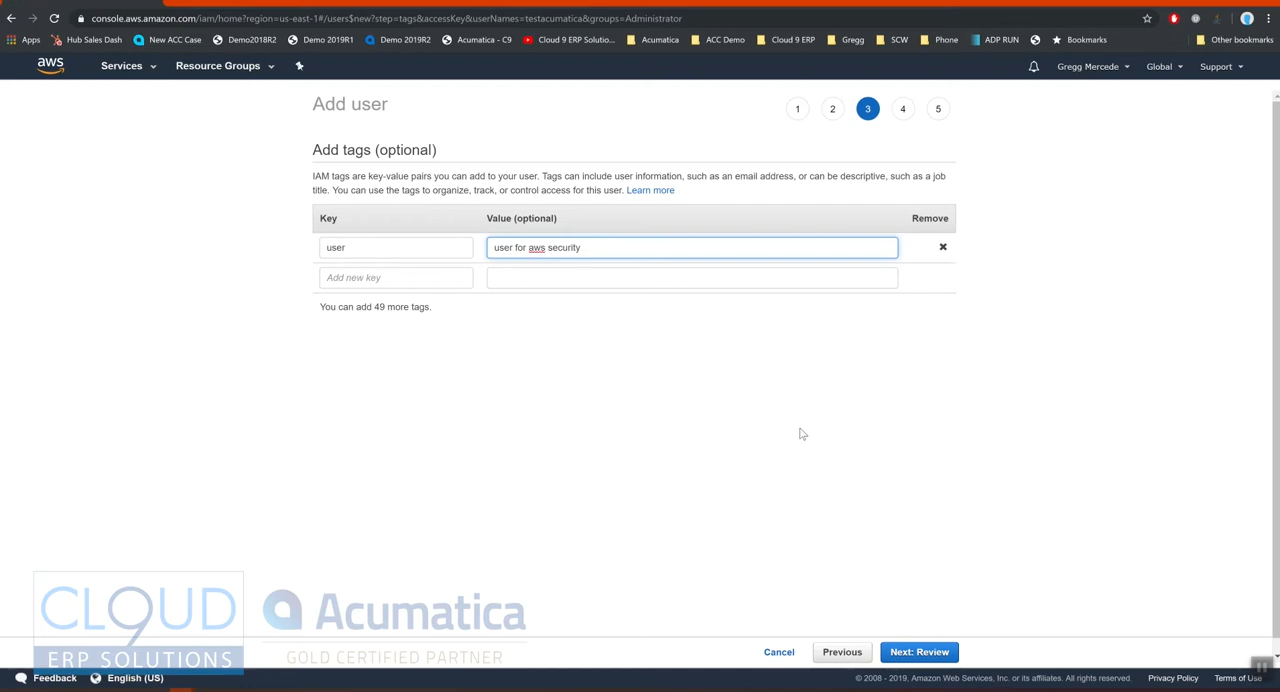 console.aws.amazon.com/iam/home?region=us-east-1#/users$new?step=tags&accessKey&userNames=testacumatica&groups=Administrator
Apps Hub Sales Dash New ACC Case Demo2018R2 Demo 2019R1 Demo 2019R2 Acumatica - C9 Cloud 9 ERP Solutio... Acumatica ACC Demo Cloud 9 ERP Gregg SCW Phone ADP RUN Bookmarks Other bookmarks
aws Services Resource Groups Gregg Mercede Global Support
Add user 1 2 3 4 5
Add tags (optional)
IAM tags are key-value pairs you can add to your user. Tags can include user information, such as an email address, or can be descriptive, such as a job
title. You can use the tags to organize, track, or control access for this user. Learn more
Key Value (optional) Remove
user user for aws security
Add new key
You can add 49 more tags.
CLOUD 9
ERP SOLUTIONS
Acumatica
GOLD CERTIFIED PARTNER
Cancel Previous Next: Review
Feedback English (US) © 2008 - 2019, Amazon Web Services, Inc. or its affiliates. All rights reserved. Privacy Policy Terms of Use